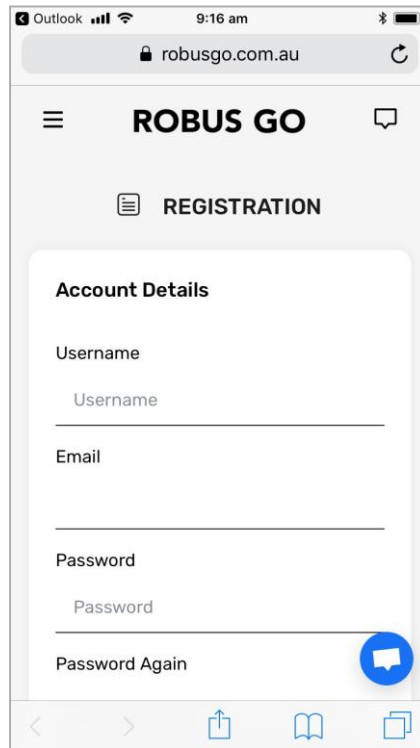 Outlook 9:16 am
robusgo.com.au
ROBUS GO
REGISTRATION
Account Details
Username
Username
Email
Password
Password
Password Again